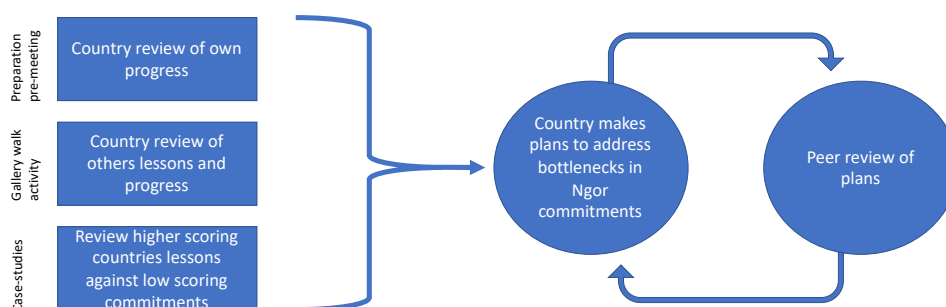 Preparation
pre-meeting
Country review of own
progress
Gallery walk
activity
Country review of
others lessons and
progress
Case-studies
Review higher scoring
countries lessons
against low scoring
commitments
Country makes
plans to address
bottlenecks in
Ngor
commitments
Peer review of
plans